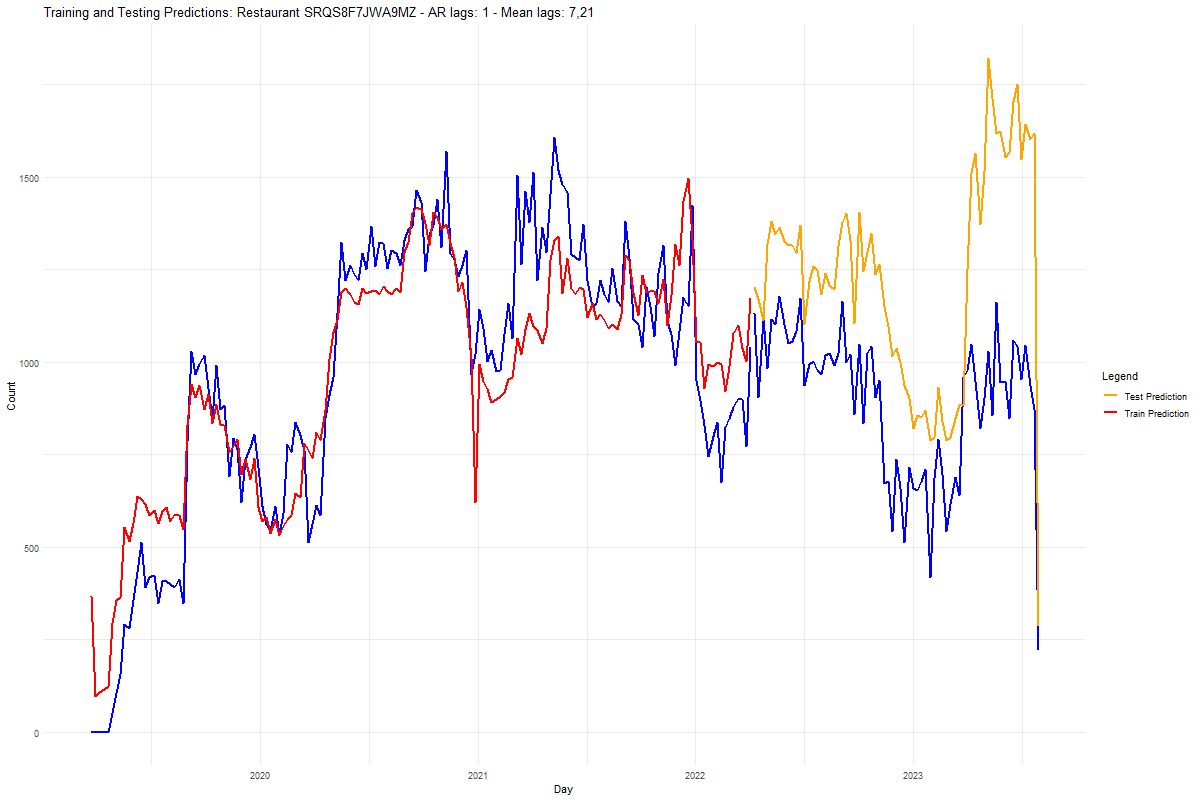 Training and Testing Predictions: Restaurant SRQS8F7JWA9MZ - AR lags: 1 - Mean lags: 7,21
1500
1000
500
0
Count
2020
2021
2022
2023
Day
Legend
Test Prediction
Train Prediction